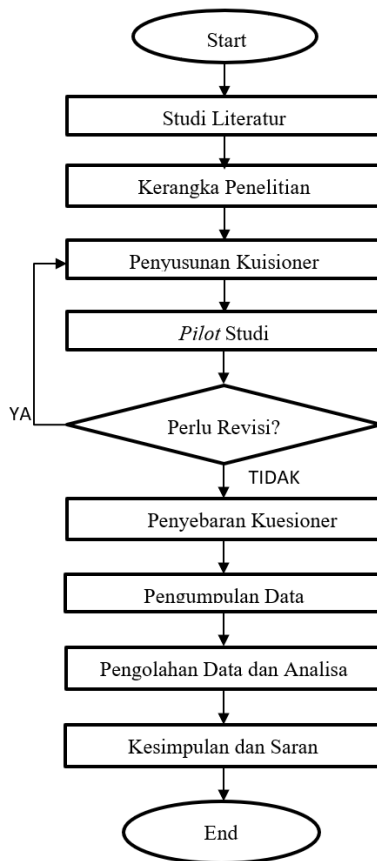 Start
Studi Literatur
Kerangka Penelitian
Penyusunan Kuisioner
Pilot Studi
YA
Perlu Revisi?
TIDAK
Penyebaran Kuesioner
Pengumpulan Data
Pengolahan Data dan Analisa
Kesimpulan dan Saran
End